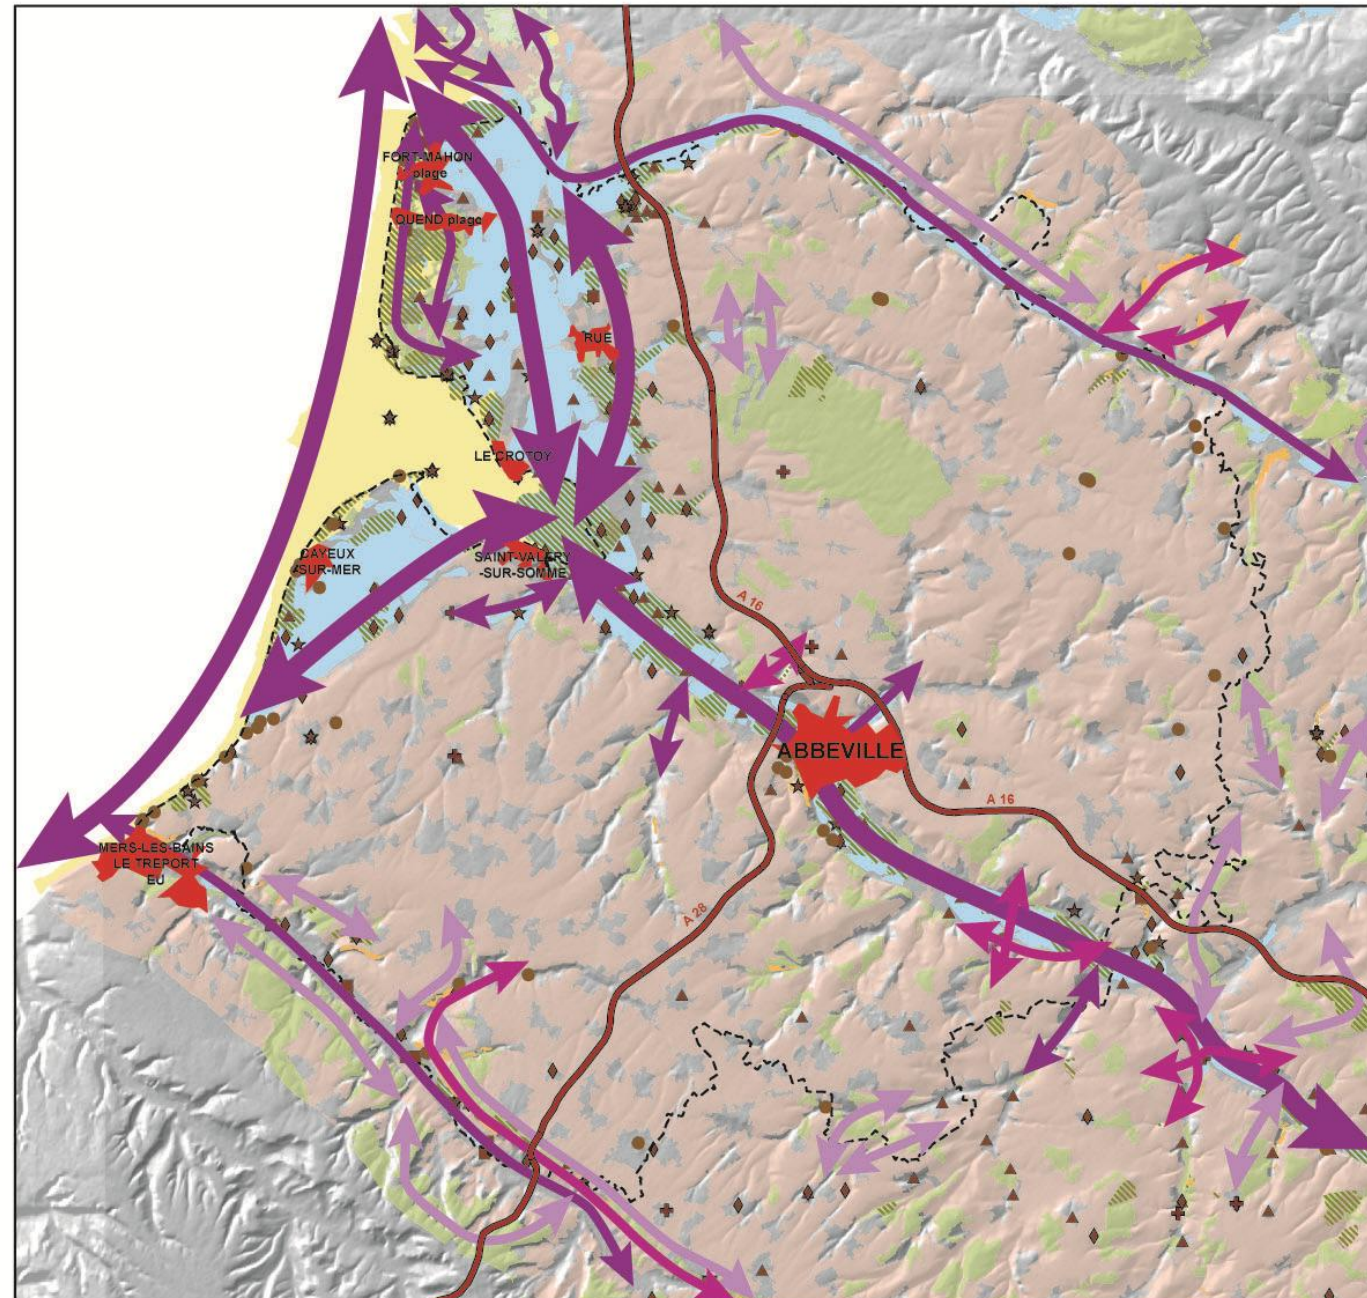 FORT-MAHON
plage
QUEND plage
RUE
LE CROTOY
CAYEUX
SUR-MER
SAINT-VALERY
-SUR-SOMME
A 16
ABBEVILLE
A 16
MERS-LES-BAINS
LE TREPORT
EU
A 28